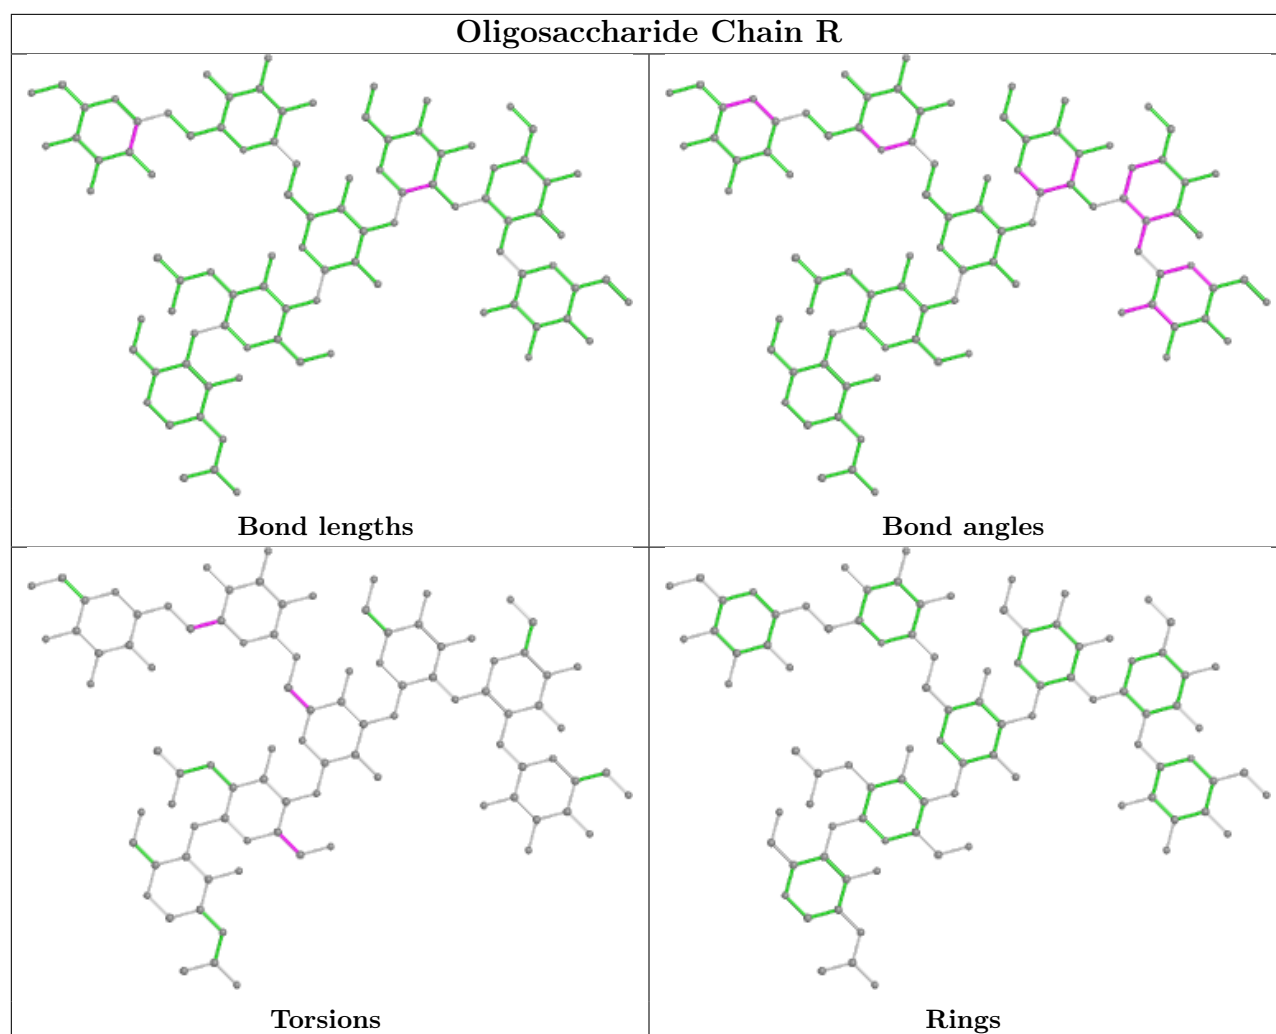 Oligosaccharide Chain R
Bond lengths
Bond angles
Torsions
Rings